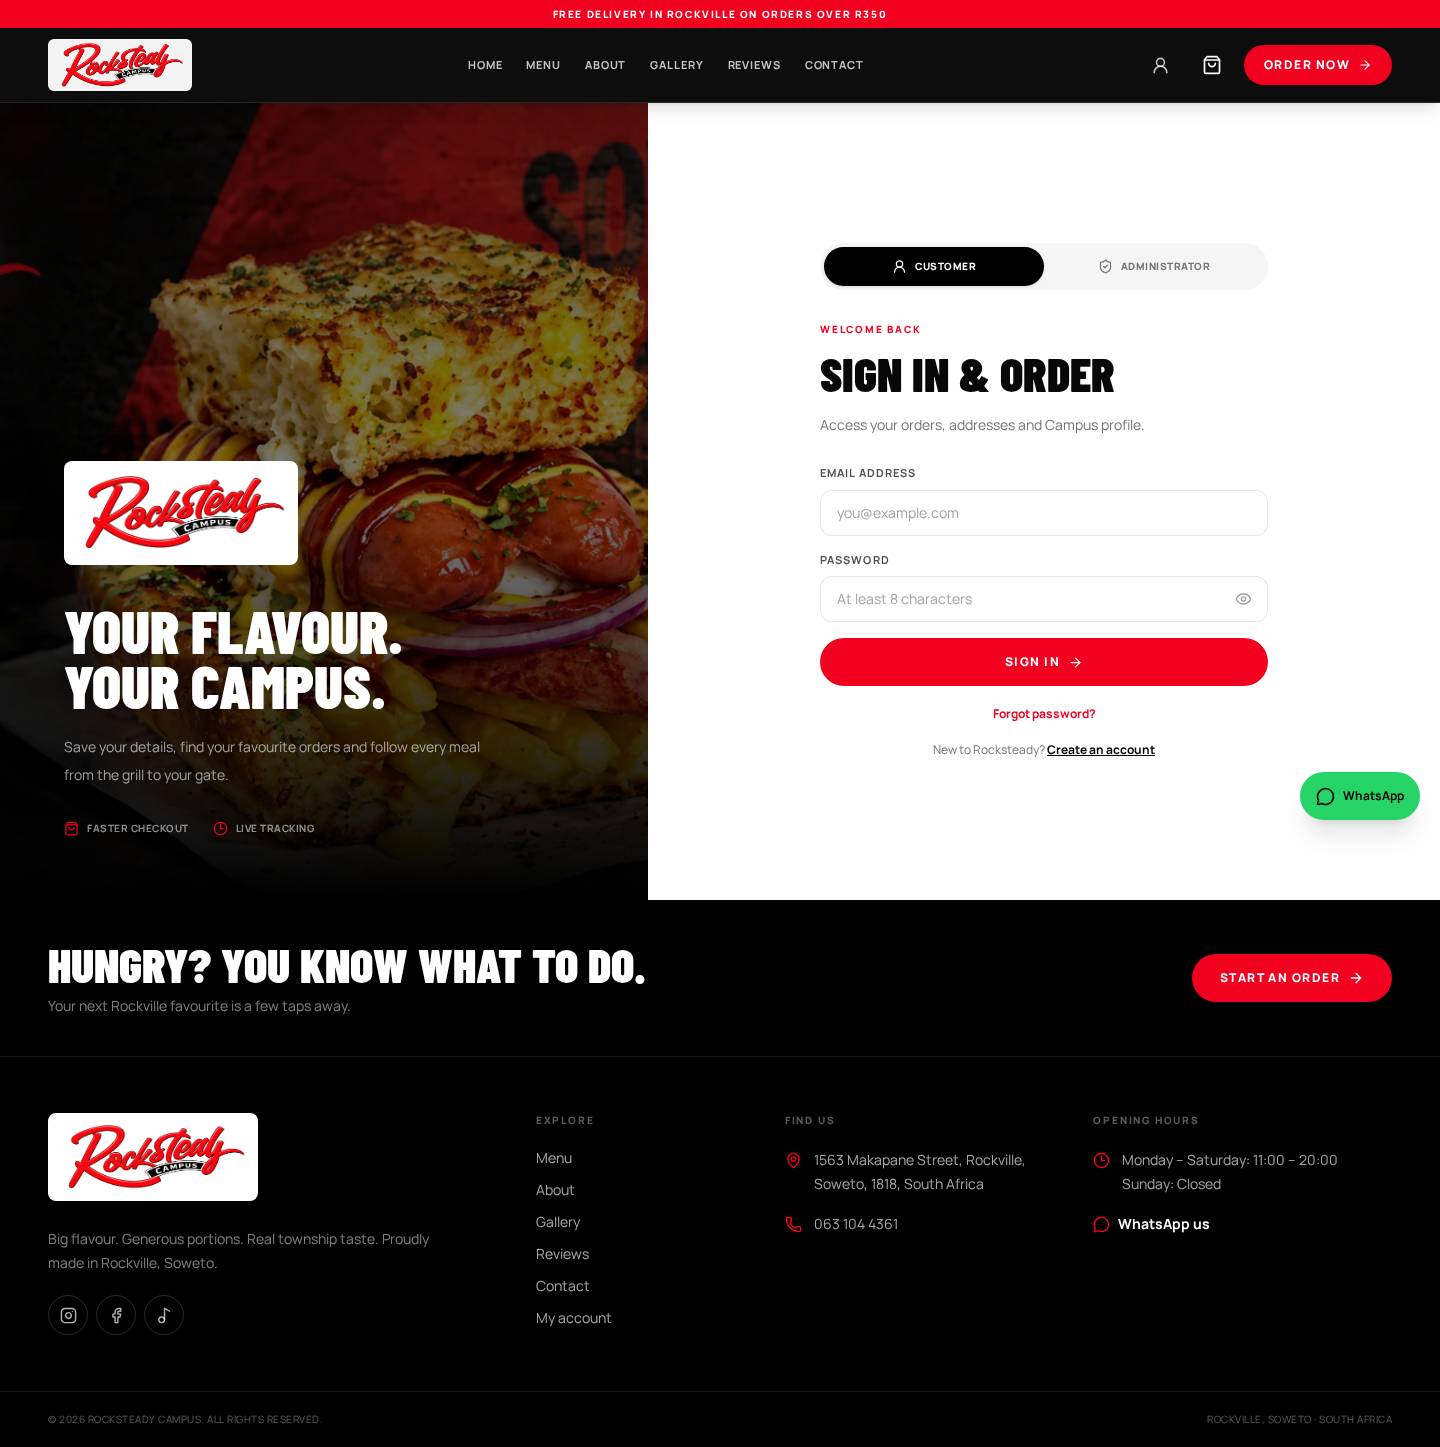 FREE DELIVERY IN ROCKVILLE ON ORDERS OVER R350
Rocksteady
CAMPUS
HOME MENU ABOUT GALLERY REVIEWS CONTACT
ORDER NOW
SO
Rocksteady
CAMPUS
YOUR FLAVOUR.
YOUR CAMPUS.
Save your details, find your favourite orders and follow every meal
from the grill to your gate.
FASTER CHECKOUT LIVE TRACKING
CUSTOMER ADMINISTRATOR
WELCOME BACK
SIGN IN & ORDER
Access your orders, addresses and Campus profile.
EMAIL ADDRESS
you@example.com
PASSWORD
At least 8 characters
SIGN IN
Forgot password?
New to Rocksteady? Create an account
WhatsApp
HUNGRY? YOU KNOW WHAT TO DO.
Your next Rockville favourite is a few taps away.
START AN ORDER
Rocksteady
CAMPUS
Big flavour. Generous portions. Real township taste. Proudly
made in Rockville, Soweto.
EXPLORE
Menu
About
Gallery
Reviews
Contact
My account
FIND US
1563 Makapane Street, Rockville,
Soweto, 1818, South Africa
063 104 4361
OPENING HOURS
Monday – Saturday: 11:00 – 20:00
Sunday: Closed
WhatsApp us
© 2026 ROCKSTEADY CAMPUS. ALL RIGHTS RESERVED.
ROCKVILLE, SOWETO · SOUTH AFRICA